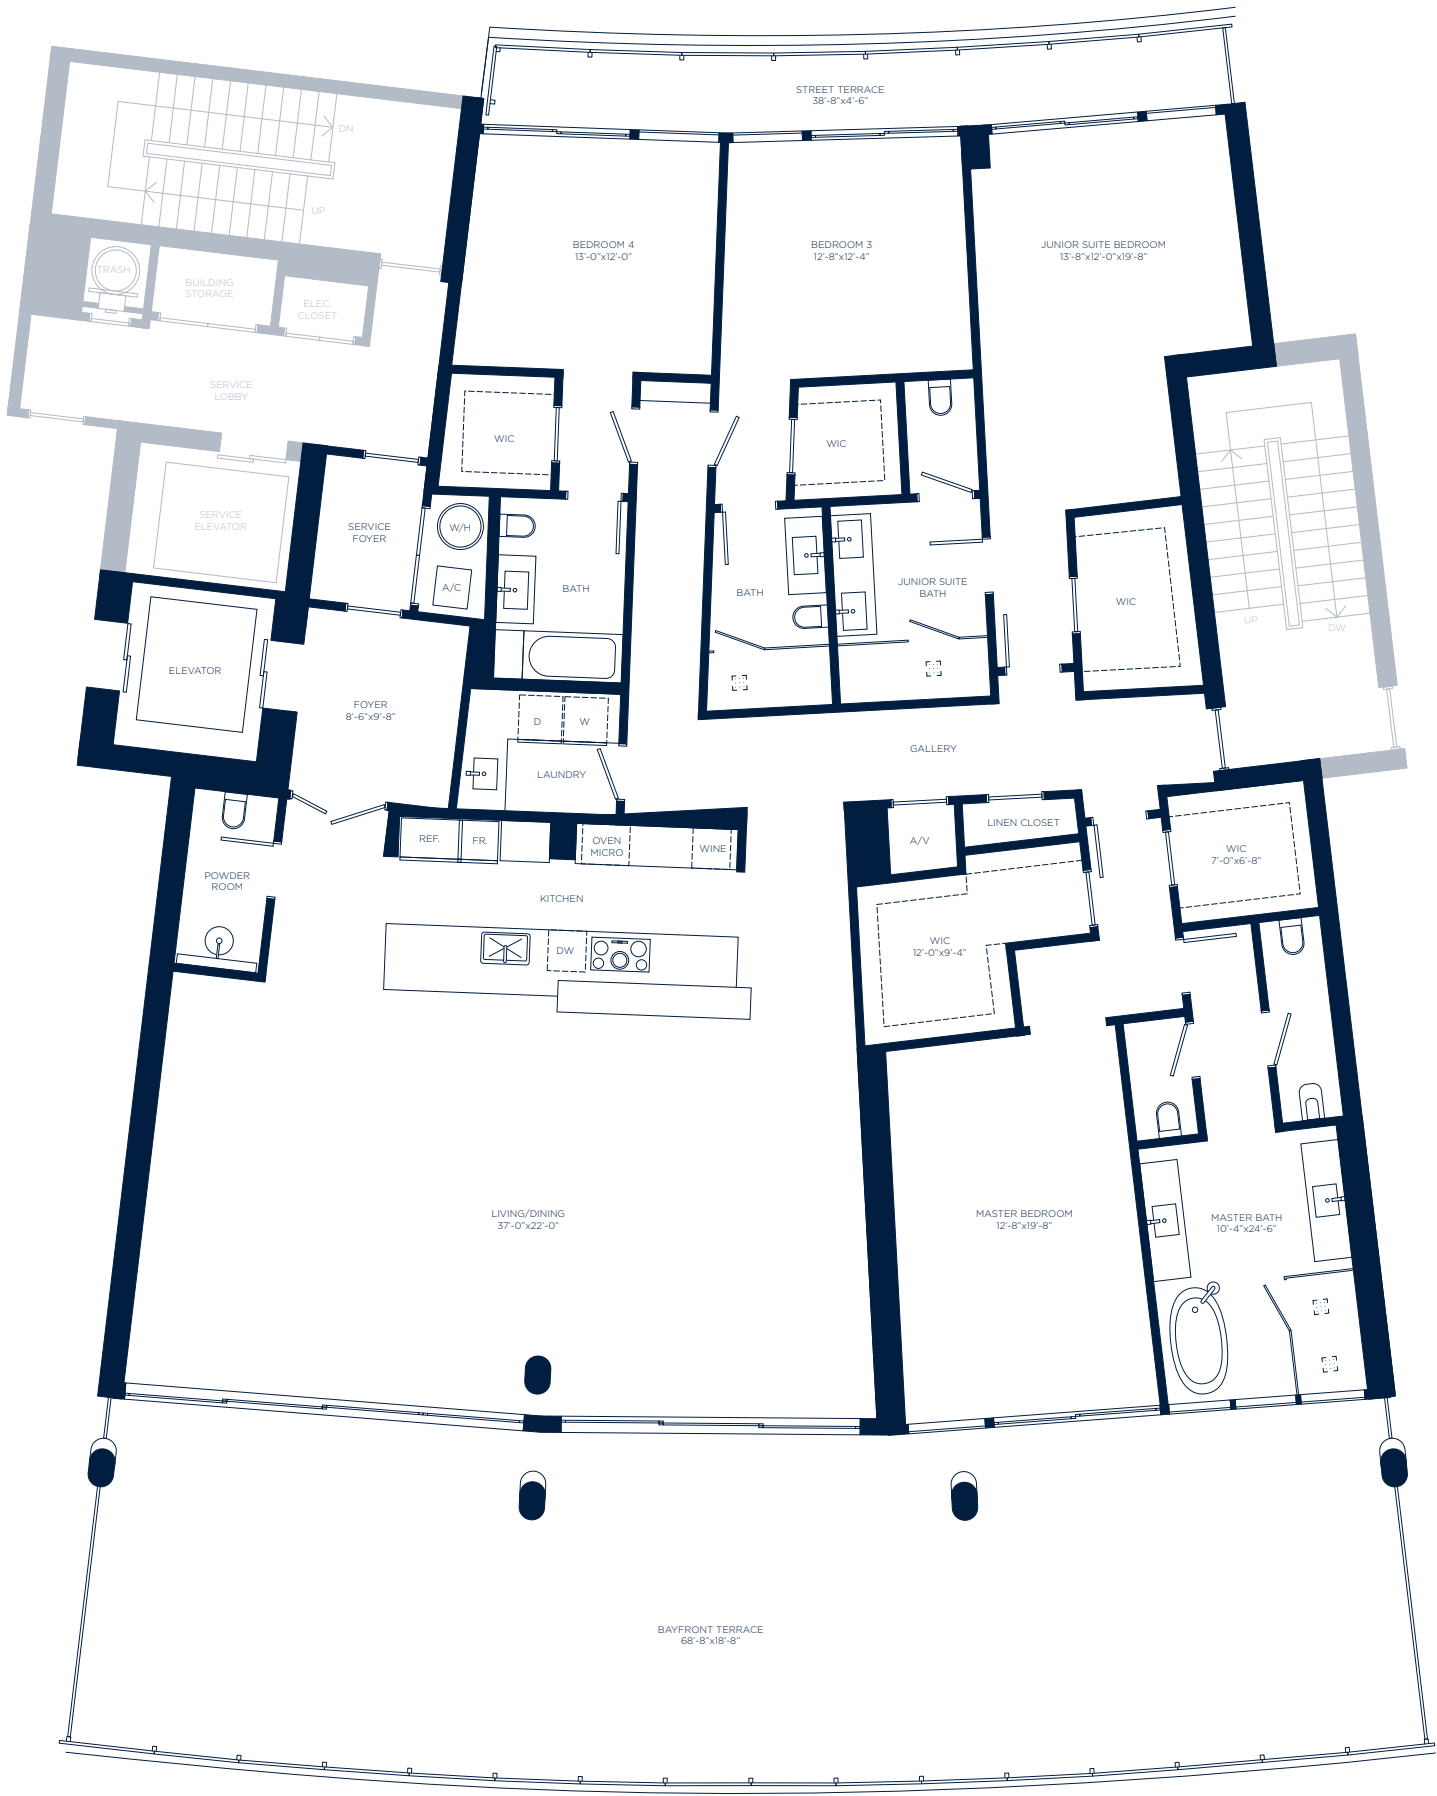 STREET TERRACE
38'-8"x4'-6"
DN
UP
BEDROOM 4
13'-0"x12'-0"
BEDROOM 3
12'-8"x12'-4"
JUNIOR SUITE BEDROOM
13'-8"x12'-0"x19'-8"
TRASH
BUILDING
STORAGE
ELEC.
CLOSET
SERVICE
LOBBY
WIC
WIC
SERVICE
ELEVATOR
SERVICE
FOYER
W/H
A/C
BATH
BATH
JUNIOR SUITE
BATH
WIC
UP
DW
ELEVATOR
FOYER
8'-6"x9'-8"
D
W
LAUNDRY
GALLERY
REF.
FR.
OVEN
MICRO
WINE
A/V
LINEN CLOSET
WIC
7'-0"x6'-8"
POWDER
ROOM
KITCHEN
DW
WIC
12'-0"x9'-4"
LIVING/DINING
37'-0"x22'-0"
MASTER BEDROOM
12'-8"x19'-8"
MASTER BATH
10'-4"x24'-6"
BAYFRONT TERRACE
68'-8"x18'-8"